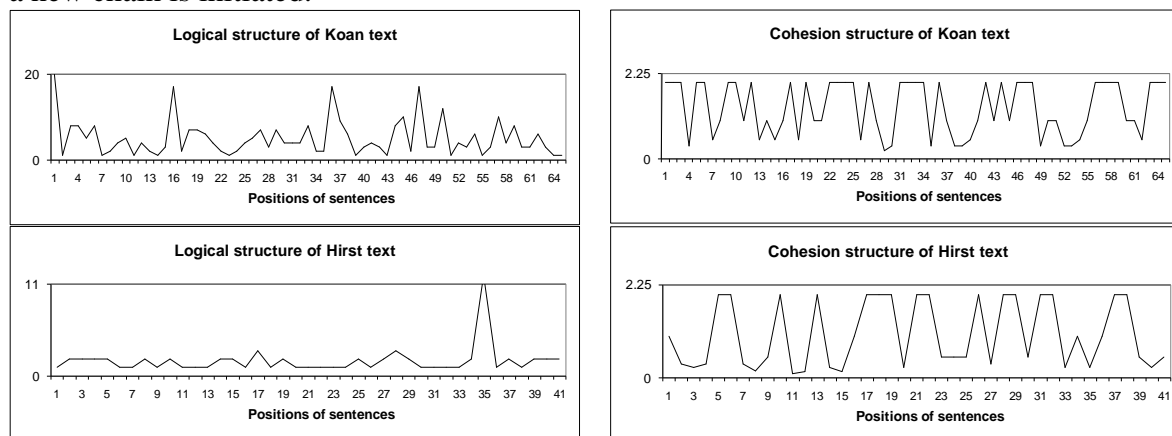 a new chain is initiated.
Logical structure of Koan text
20
0
1 4 7 10 13 16 19 22 25 28 31 34 37 40 43 46 49 52 55 58 61 64
Positions of sentences
Cohesion structure of Koan text
2.25
0
1 4 7 10 13 16 19 22 25 28 31 34 37 40 43 46 49 52 55 58 61 64
Positions of sentences
Logical structure of Hirst text
11
0
1 3 5 7 9 11 13 15 17 19 21 23 25 27 29 31 33 35 37 39 41
Positions of sentences
Cohesion structure of Hirst text
2.25
0
1 3 5 7 9 11 13 15 17 19 21 23 25 27 29 31 33 35 37 39 41
Positions of sentences